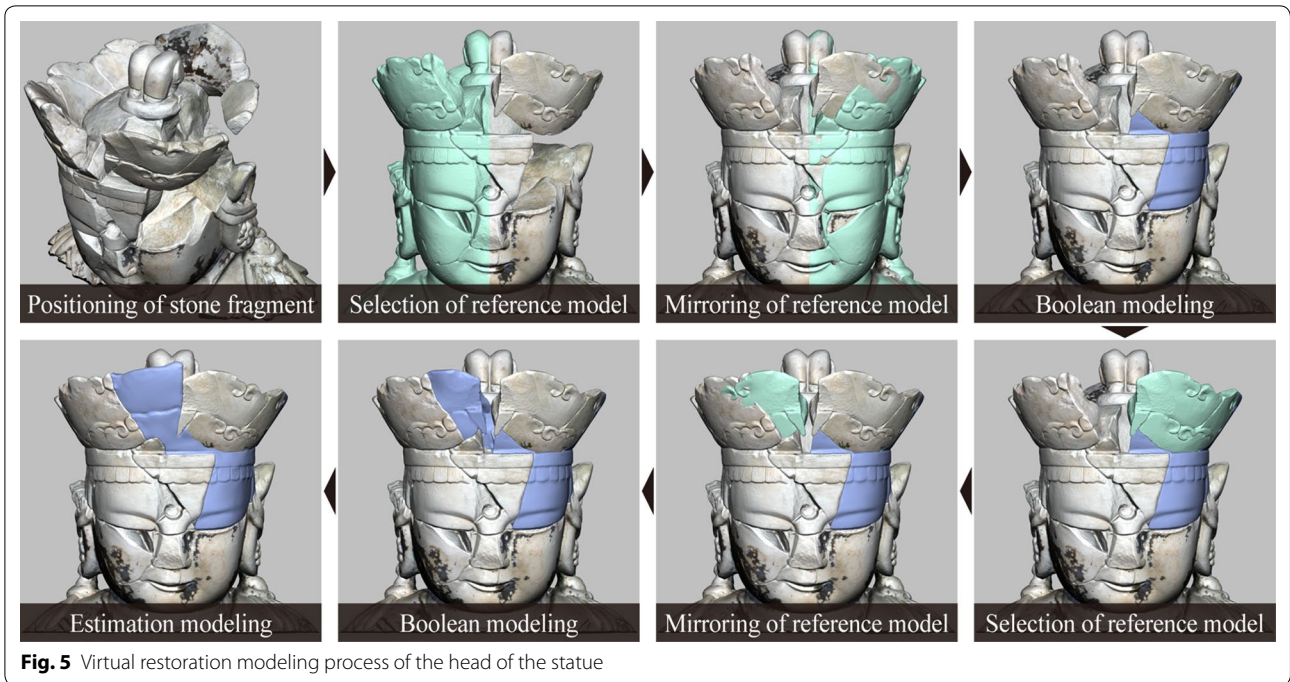 Positioning of stone fragment
Selection of reference model
Mirroring of reference model
Boolean modeling
Estimation modeling
Boolean modeling
Mirroring of reference model
Selection of reference model
Fig. 5 Virtual restoration modeling process of the head of the statue